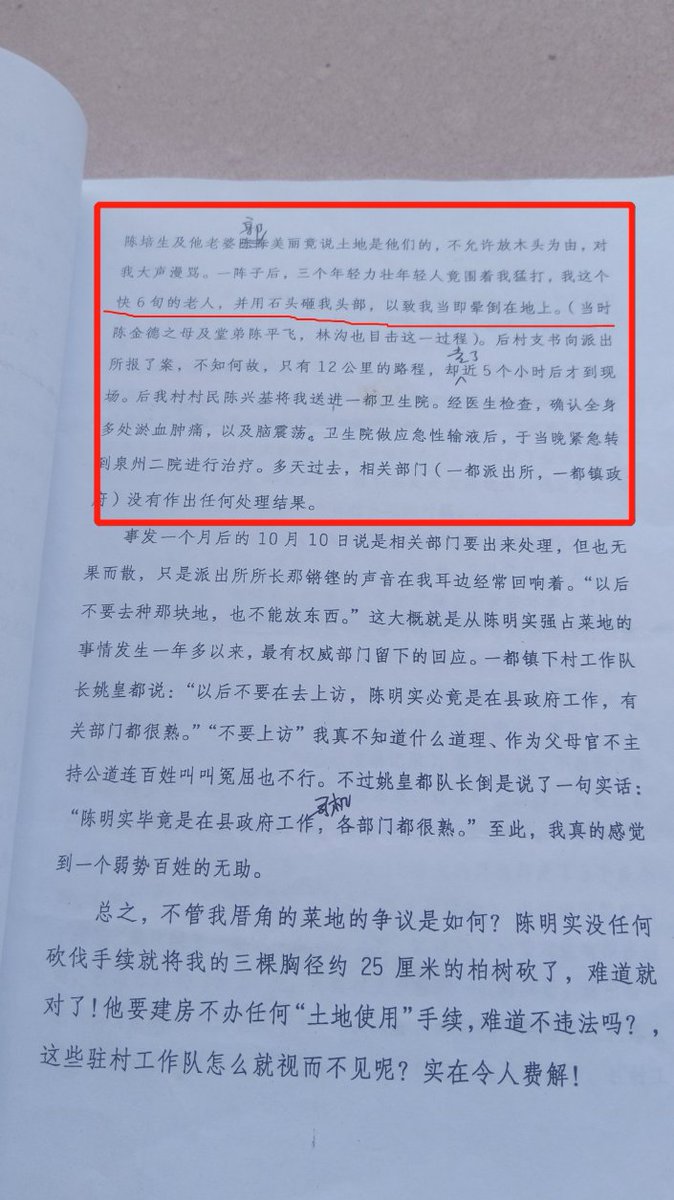 郭
陈培生及他老婆美丽竟说土地是他们的，不允许放木头为由，对
我大声漫骂。一阵子后，三个年轻力壮年轻人竟围着我猛打，我这个
快6旬的老人，并用石头砸我头部，以致我当即晕倒在地上。（当时
陈金德之母及堂弟陈平飞，林沟也目击这一过程）。后村支书向派出
所报了案，不知何故，只有12公里的路程，却走了近5个小时后才到现
场。后我村村民陈兴基将我送进一都卫生院。经医生检查，确认全身
多处淤血肿痛，以及脑震荡。卫生院做应急性输液后，于当晚紧急转
到泉州二院进行治疗。多天过去，相关部门（一都派出所，一都镇政
府）没有作出任何处理结果。
事发一个月后的10月10日说是相关部门要出来处理，但也无
果而散，只是派出所所长那锵铿的声音在我耳边经常回响着。“以后
不要去种那块地，也不能放东西。”这大概就是从陈明实强占菜地的
事情发生一年多以来，最有权威部门留下的回应。一都镇下村工作队
长姚皇都说：“以后不要在去上访，陈明实必竟是在县政府工作，有
关部门都很熟。”“不要上访”我真不知道什么道理、作为父母官不主
持公道连百姓叫叫冤屈也不行。不过姚皇都队长倒是说了一句实话：
司机
“陈明实毕竟是在县政府工作，各部门都很熟。”至此，我真的感觉
到一个弱势百姓的无助。
总之，不管我厝角的菜地的争议是如何？陈明实没任何
砍伐手续就将我的三棵胸径约 25 厘米的柏树砍了，难道就
对了！他要建房不办任何“土地使用”手续，难道不违法吗？，
这些驻村工作队怎么就视而不见呢？实在令人费解！